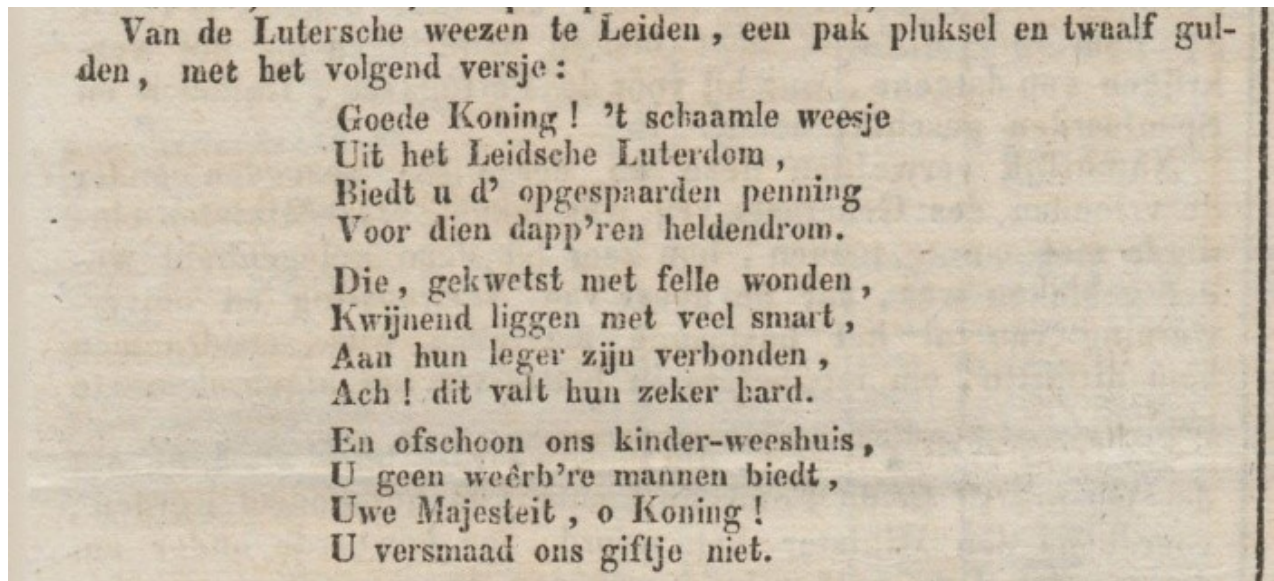 Van de Lutersche weezen te Leiden, een pak pluksel en twaalf gul-
den, met het volgend versje:
Goede Koning! 't schaamle weesje
Uit het Leidsche Luterdom,
Biedt u d' opgespaarden penning
Voor dien dapp'ren heldendrom.
Die, gekwetst met felle wonden,
Kwijnend liggen met veel smart,
Aan hun leger zijn verbonden,
Ach! dit valt hun zeker hard.
En ofschoon ons kinder-weeshuis,
U geen weêrb're mannen biedt,
Uwe Majesteit, o Koning!
U versmaad ons giftje niet.